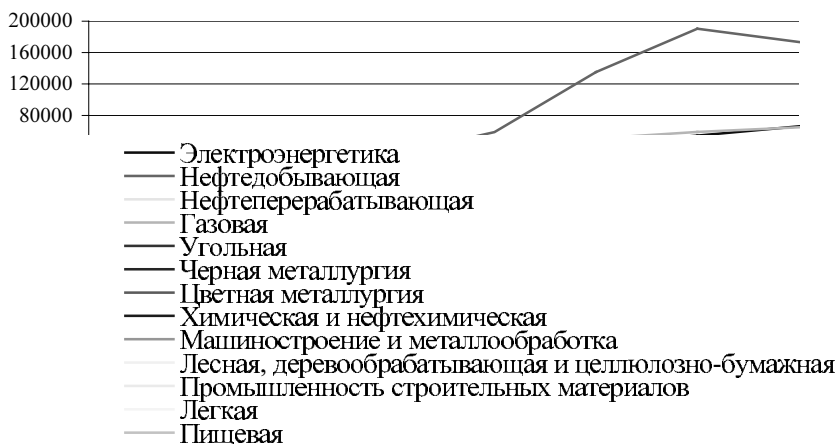 200000
160000
120000
80000
Электроэнергетика
Нефтедобывающая
Нефтеперерабатывающая
Газовая
Угольная
Черная металлургия
Цветная металлургия
Химическая и нефтехимическая
Машиностроение и металлообработка
Лесная, деревообрабатывающая и целлюлозно-бумажная
Промышленность строительных материалов
Легкая
Пищевая